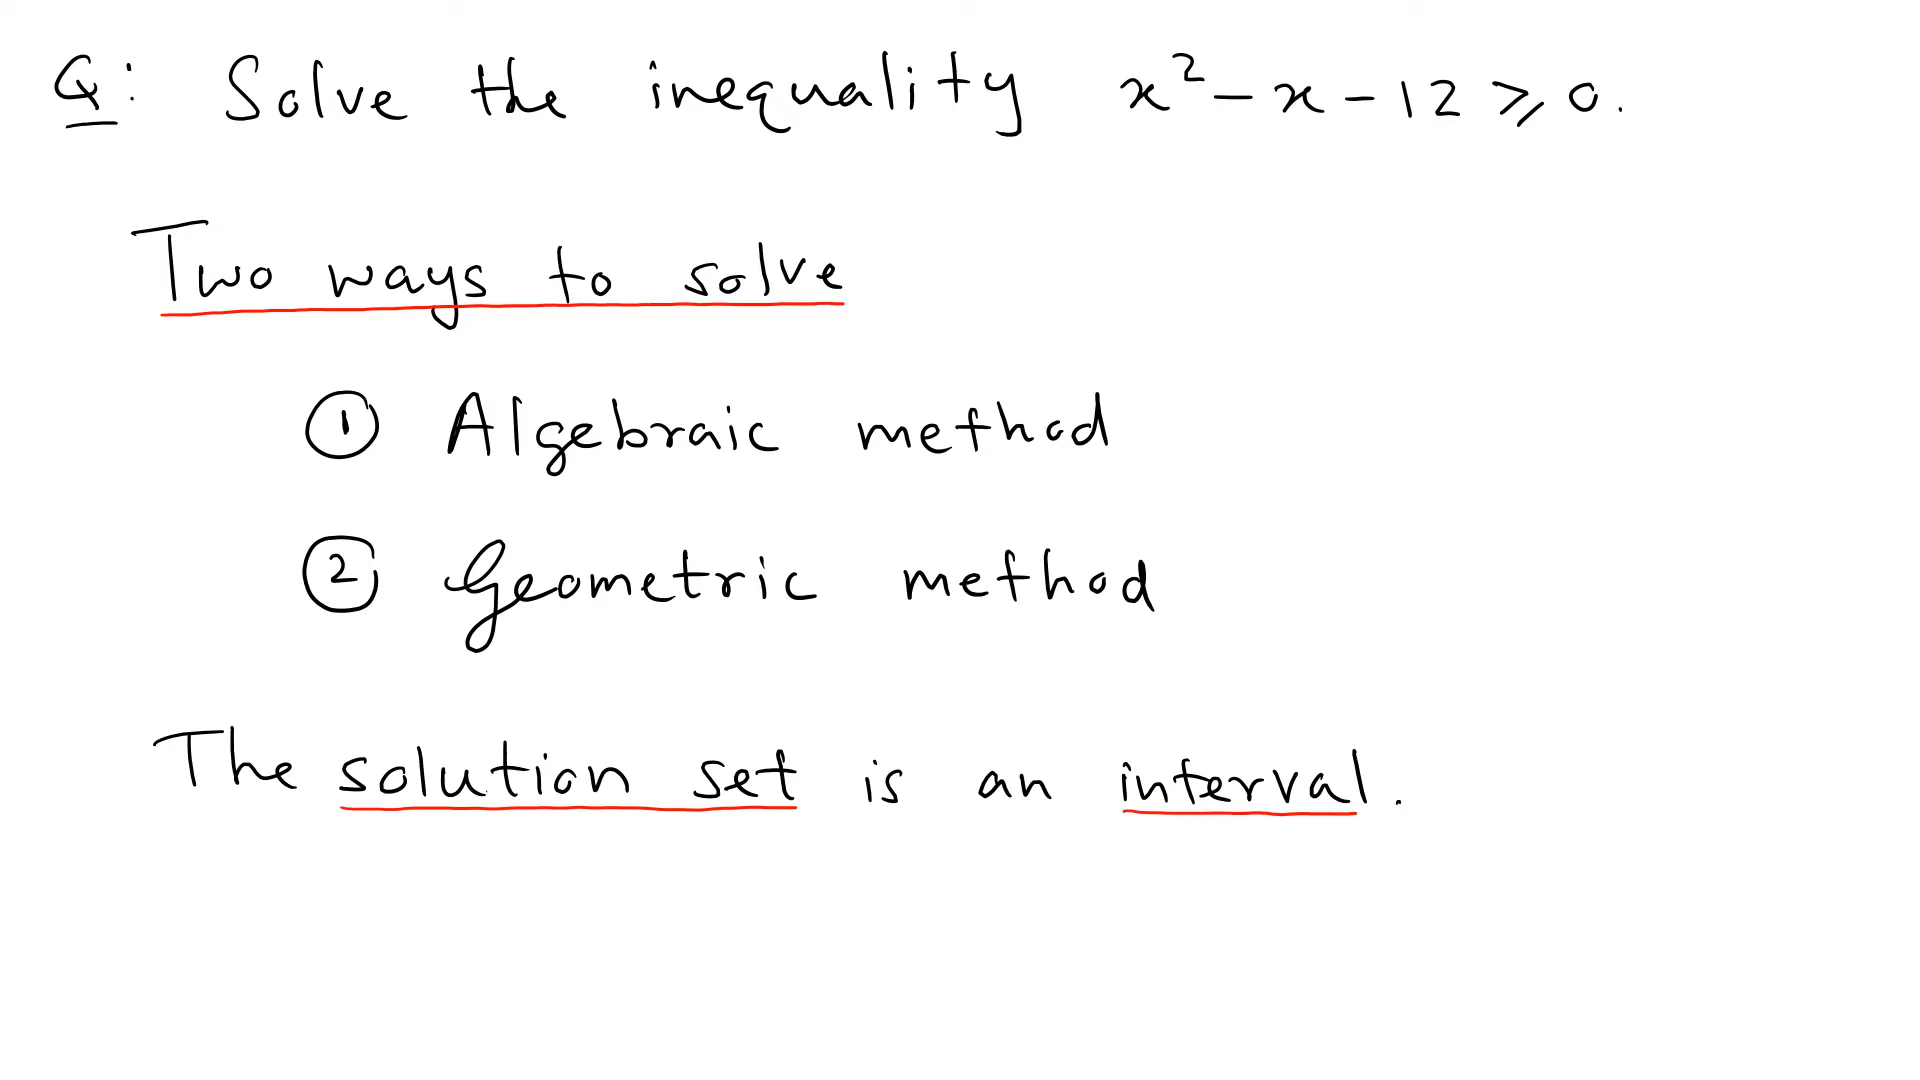 Q: Solve the inequality x² - x - 12 ⩾ 0.
Two ways to solve
① Algebraic method
② Geometric method
The solution set is an interval.